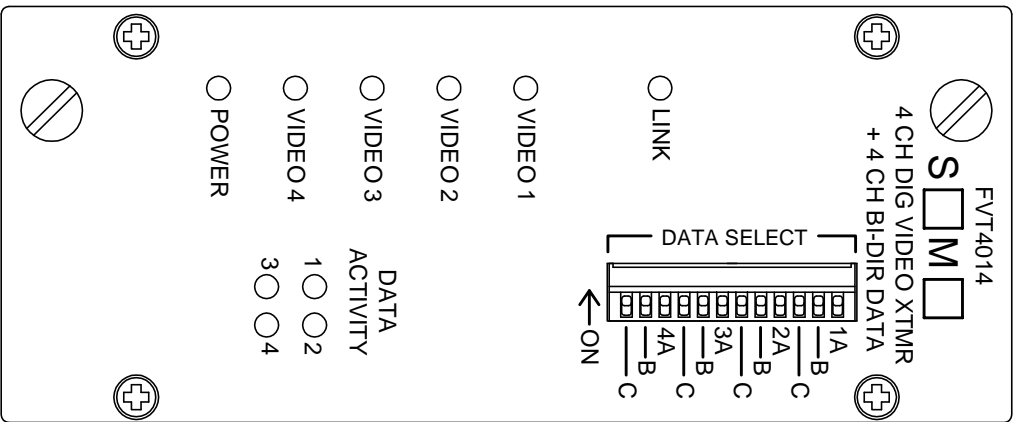 FVT4014
S M
4 CH DIG VIDEO XTMR
+ 4 CH BI-DIR DATA
LINK
VIDEO 1
VIDEO 2
VIDEO 3
VIDEO 4
POWER
DATA SELECT
1A
B
C
2A
B
C
3A
B
C
4A
B
C
ON
DATA
ACTIVITY
1 2
3 4